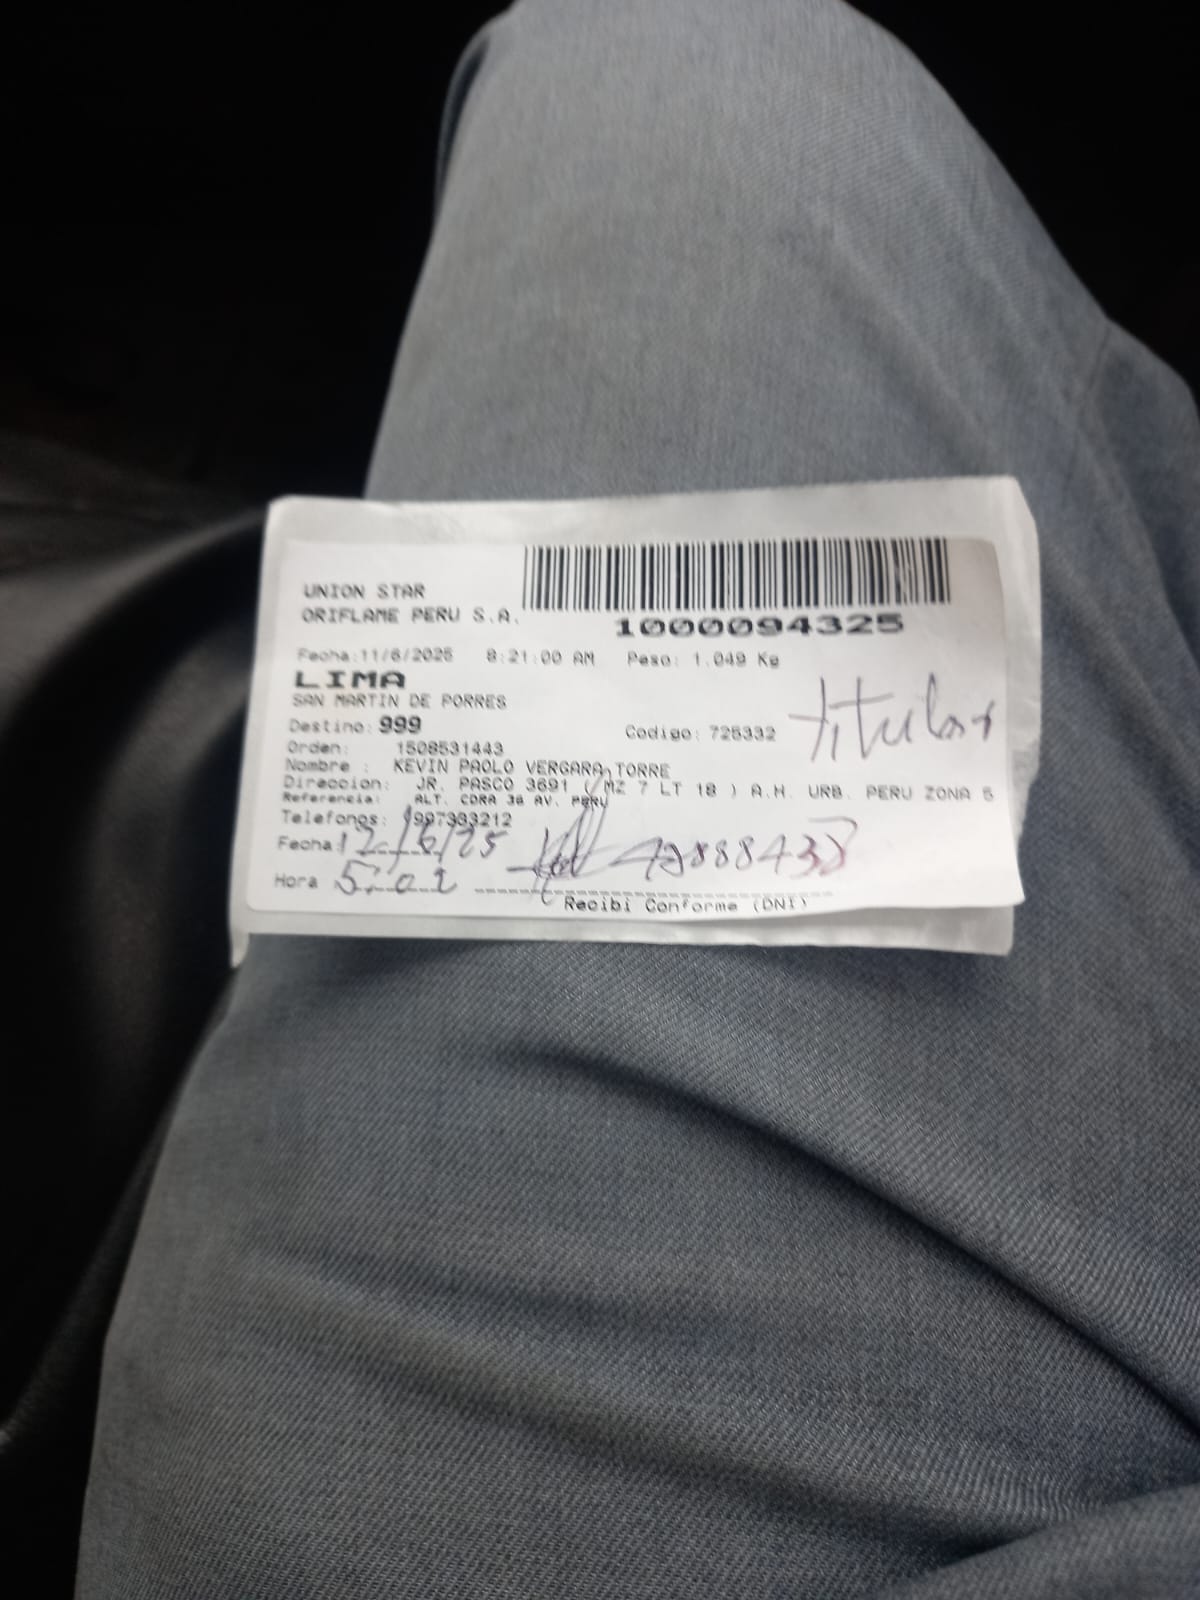 UNION STAR
ORIFLAME PERU S.A.
1000094325
Fecha:11/6/2025 8:21:00 AM Peso: 1.049 Kg
LIMA
SAN MARTIN DE PORRES
titular
Destino: 999 Codigo: 725332
Orden: 1508531443
Nombre : KEVIN PAOLO VERGARA TORRE
Direccion: JR. PASCO 3691 ( MZ 7 LT 18 ) A.H. URB. PERU ZONA 5
Referencia: ALT. CDRA 36 AV. PERU
Telefonos: 997333212
Fecha: 12/6/25
Hora 5:02
Recibi Conforme (DNI)